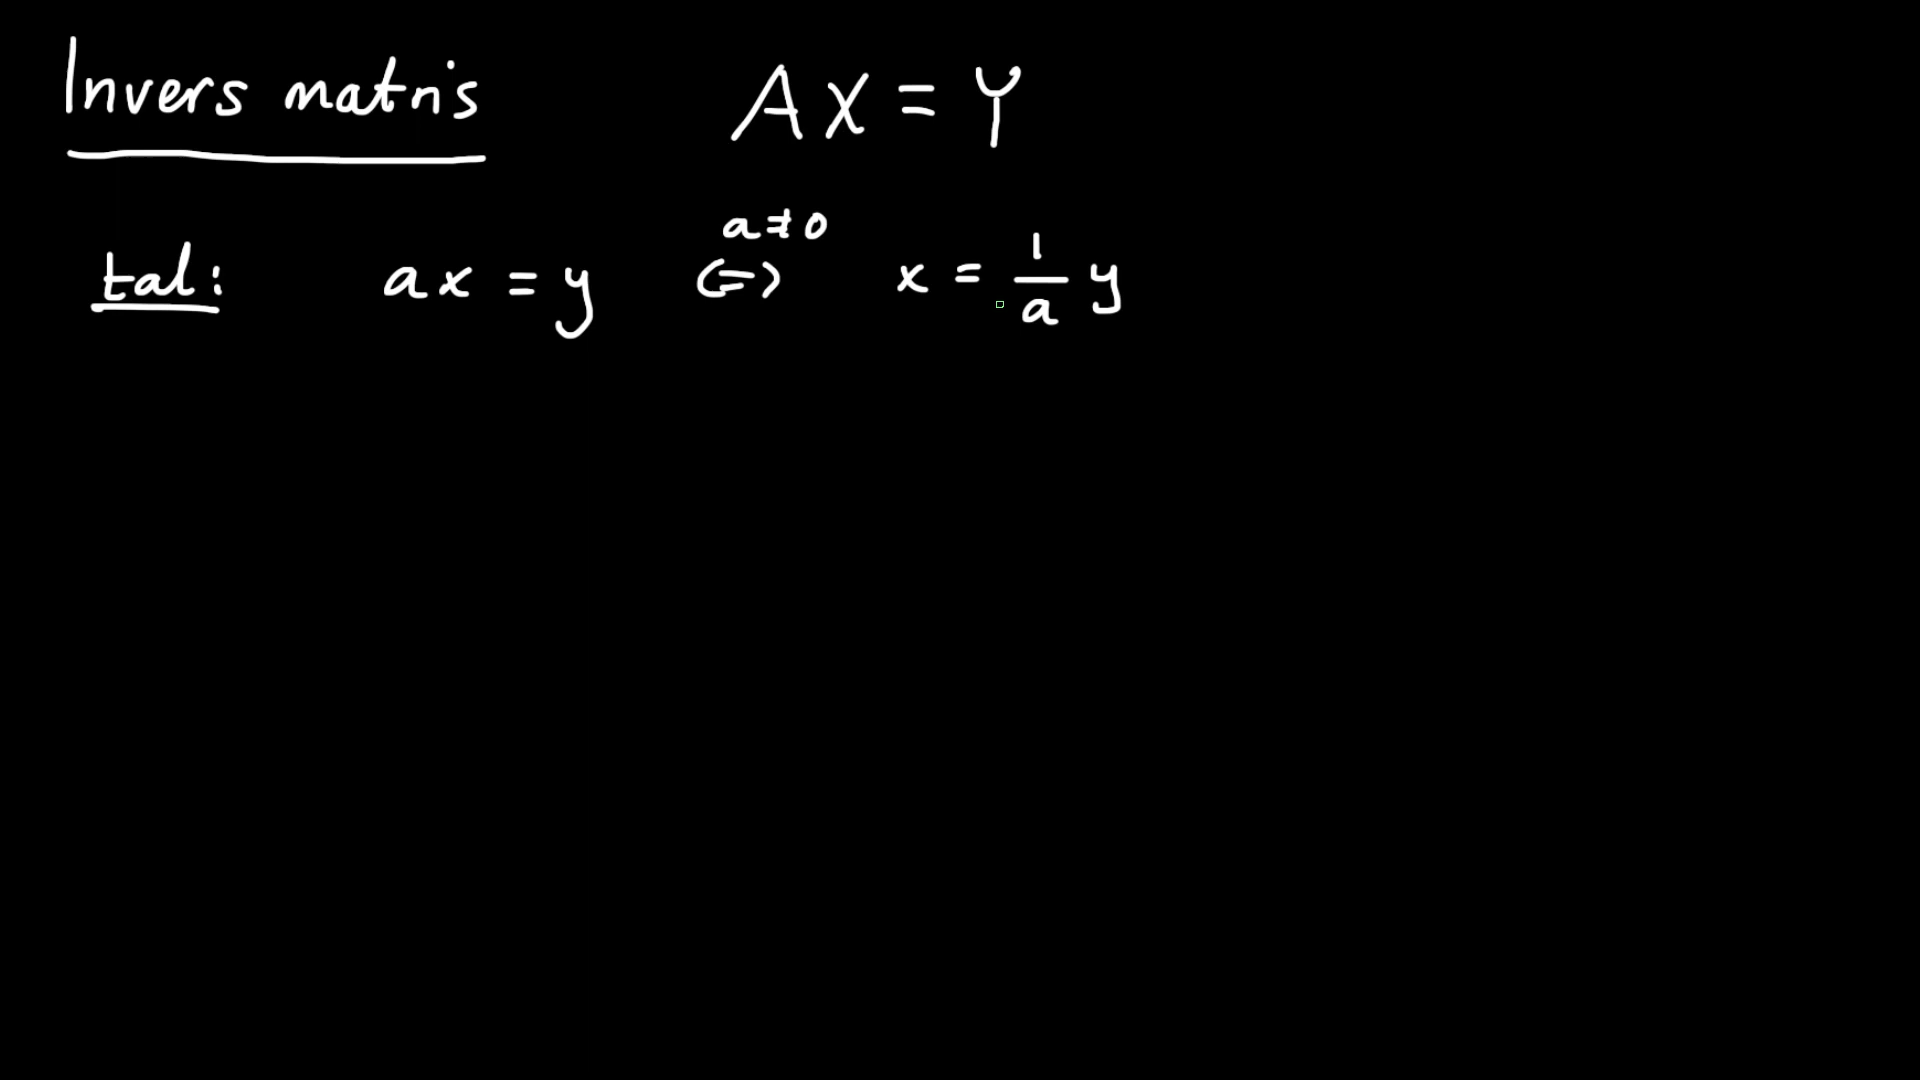 Invers matris AX = Y
tal: ax = y a≠0 <=> x = 1/a y